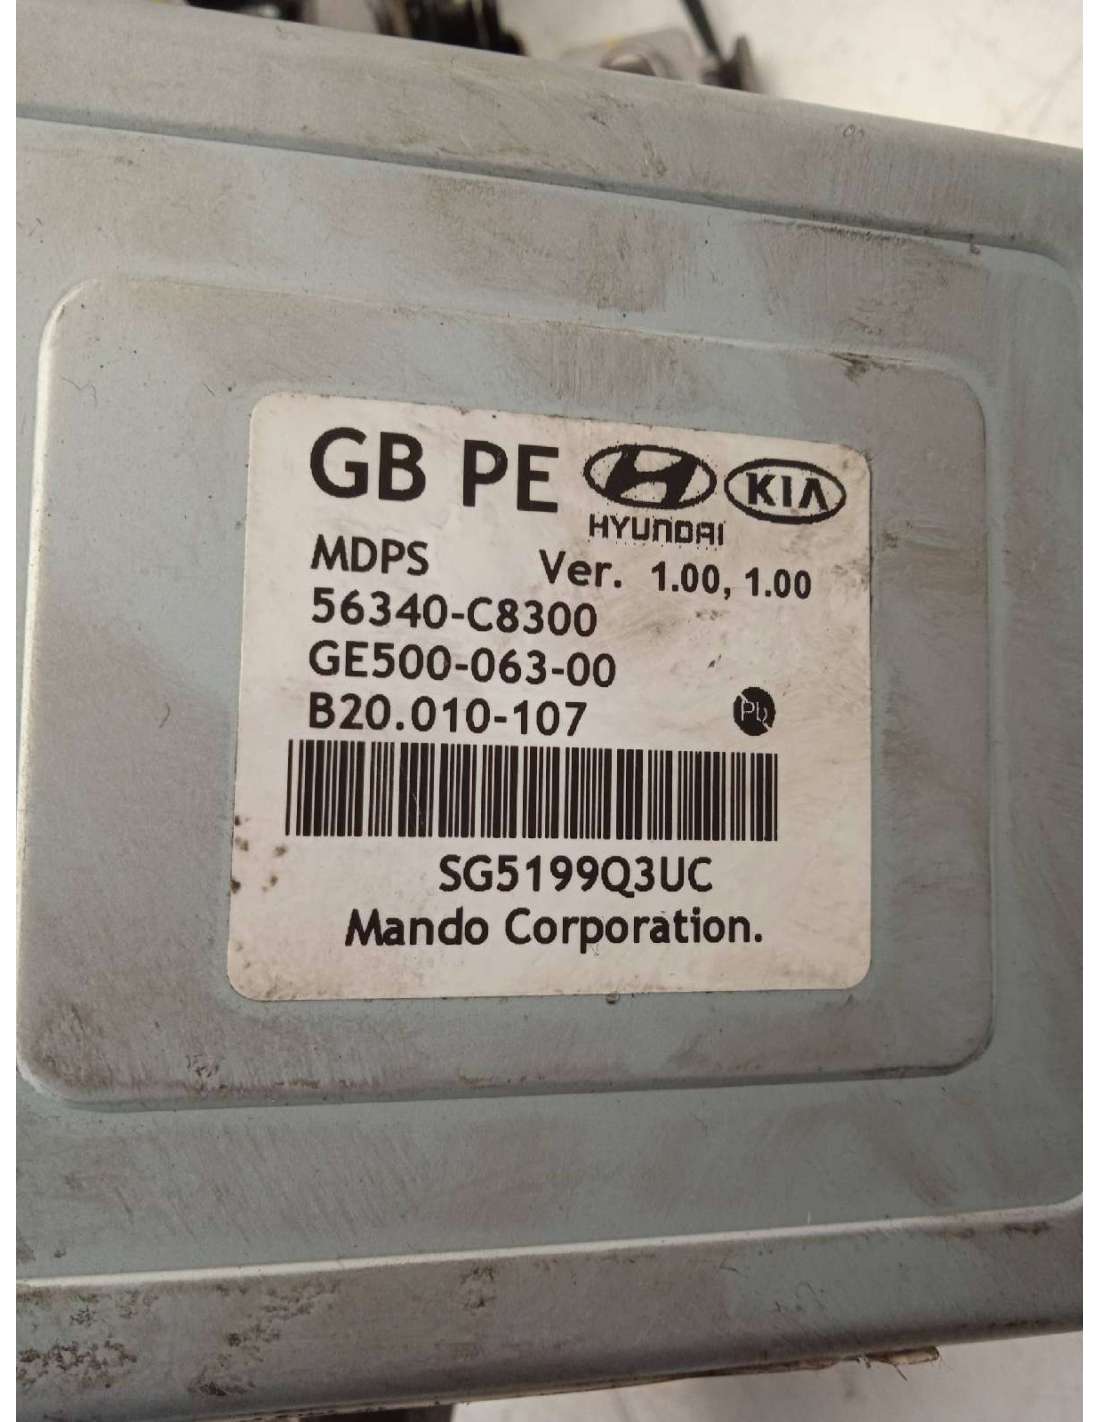 GB PE HYUNDAI KIA
MDPS Ver. 1.00, 1.00
56340-C8300
GE500-063-00
B20.010-107 Pb
SG5199Q3UC
Mando Corporation.